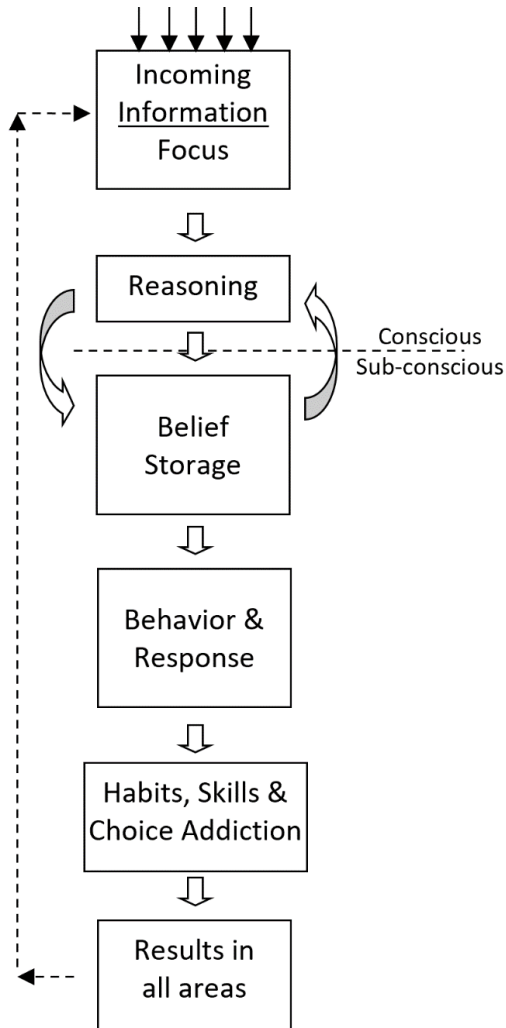 Incoming
Information
Focus
Reasoning
Conscious
Sub-conscious
Belief
Storage
Behavior &
Response
Habits, Skills &
Choice Addiction
Results in
all areas